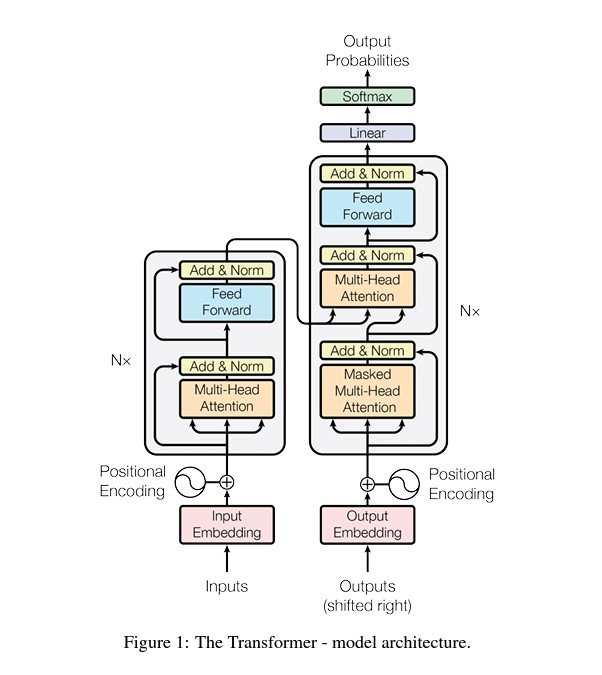 Output
Probabilities
Softmax
Linear
Add & Norm
Feed
Forward
Add & Norm
Multi-Head
Attention
Add & Norm
Masked
Multi-Head
Attention
N×
Add & Norm
Feed
Forward
Add & Norm
Multi-Head
Attention
N×
Positional
Encoding
Positional
Encoding
Input
Embedding
Output
Embedding
Inputs
Outputs
(shifted right)
Figure 1: The Transformer - model architecture.